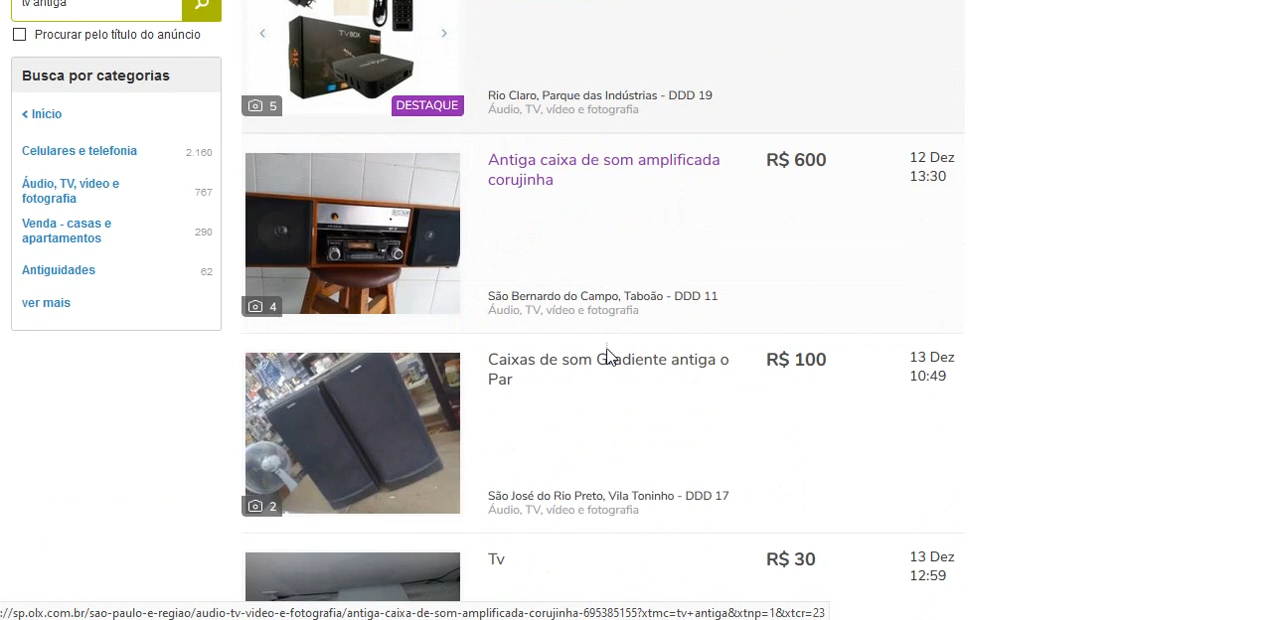 tv antiga
Procurar pelo título do anúncio
Busca por categorias
Início
Celulares e telefonia 2.160
Áudio, TV, vídeo e
fotografia 767
Venda - casas e
apartamentos 290
Antiguidades 62
ver mais
TV BOX
4K
5
DESTAQUE
Rio Claro, Parque das Indústrias - DDD 19
Áudio, TV, vídeo e fotografia
Antiga caixa de som amplificada
corujinha
R$ 600
12 Dez
13:30
4
São Bernardo do Campo, Taboão - DDD 11
Áudio, TV, vídeo e fotografia
Caixas de som Gradiente antiga o
Par
R$ 100
13 Dez
10:49
2
São José do Rio Preto, Vila Toninho - DDD 17
Áudio, TV, vídeo e fotografia
Tv
R$ 30
13 Dez
12:59
://sp.olx.com.br/sao-paulo-e-regiao/audio-tv-video-e-fotografia/antiga-caixa-de-som-amplificada-corujinha-695385155?xtmc=tv+antiga&xtnp=1&xtcr=23